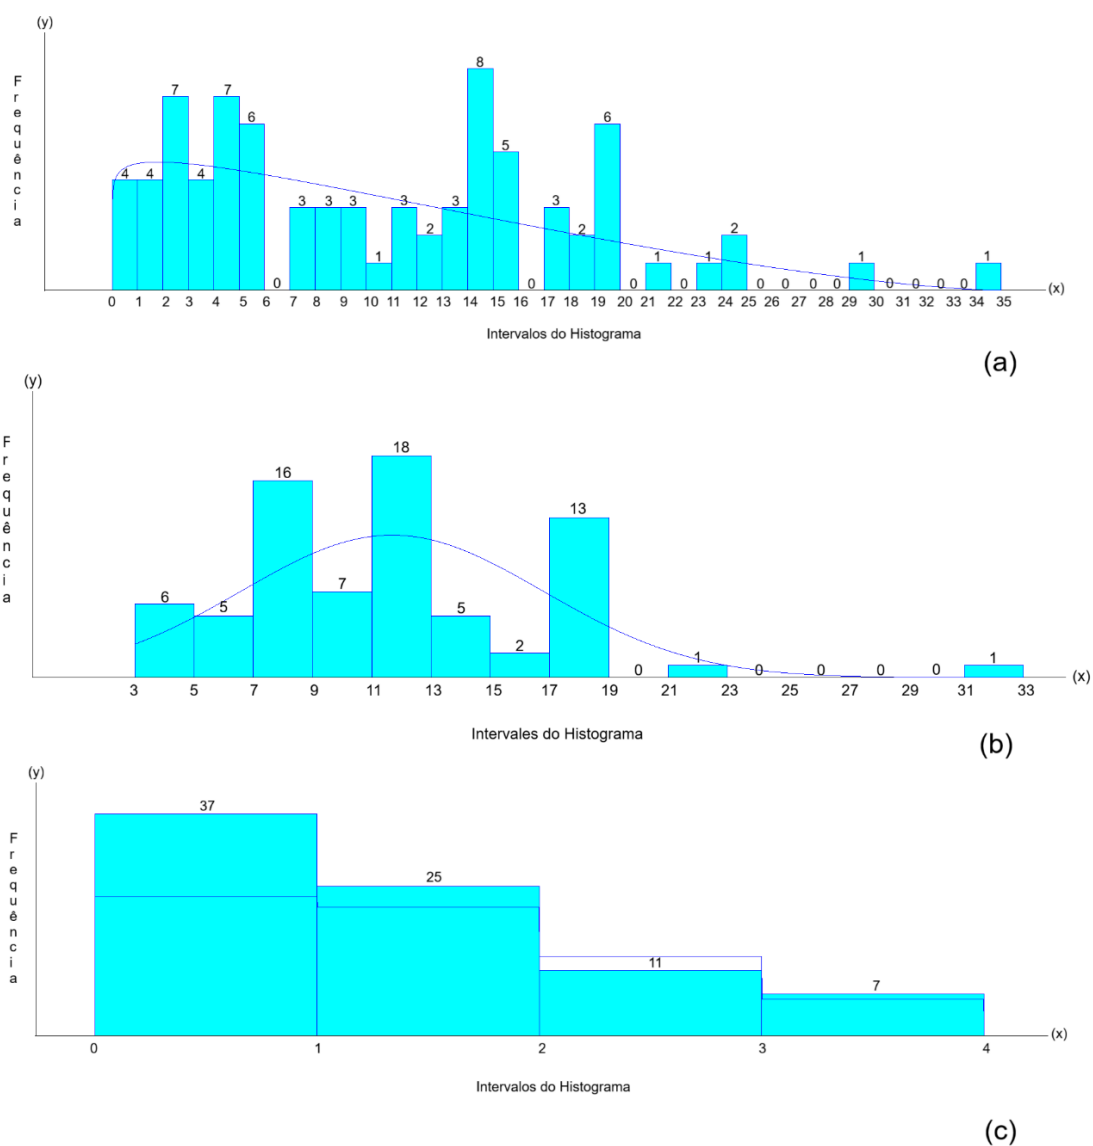 (y)
Frequência
4 4 7 4 7 6 0 3 3 3 1 3 2 3 8 5 0 3 2 6 0 1 0 1 2 0 0 0 0 1 0 0 0 0 1
(x)
0 1 2 3 4 5 6 7 8 9 10 11 12 13 14 15 16 17 18 19 20 21 22 23 24 25 26 27 28 29 30 31 32 33 34 35
Intervalos do Histograma
(a)
(y)
Frequência
6 5 16 7 18 5 2 13 0 1 0 0 0 0 1
(x)
3 5 7 9 11 13 15 17 19 21 23 25 27 29 31 33
Intervales do Histograma
(b)
(y)
Frequência
37 25 11 7
(x)
0 1 2 3 4
Intervalos do Histograma
(c)